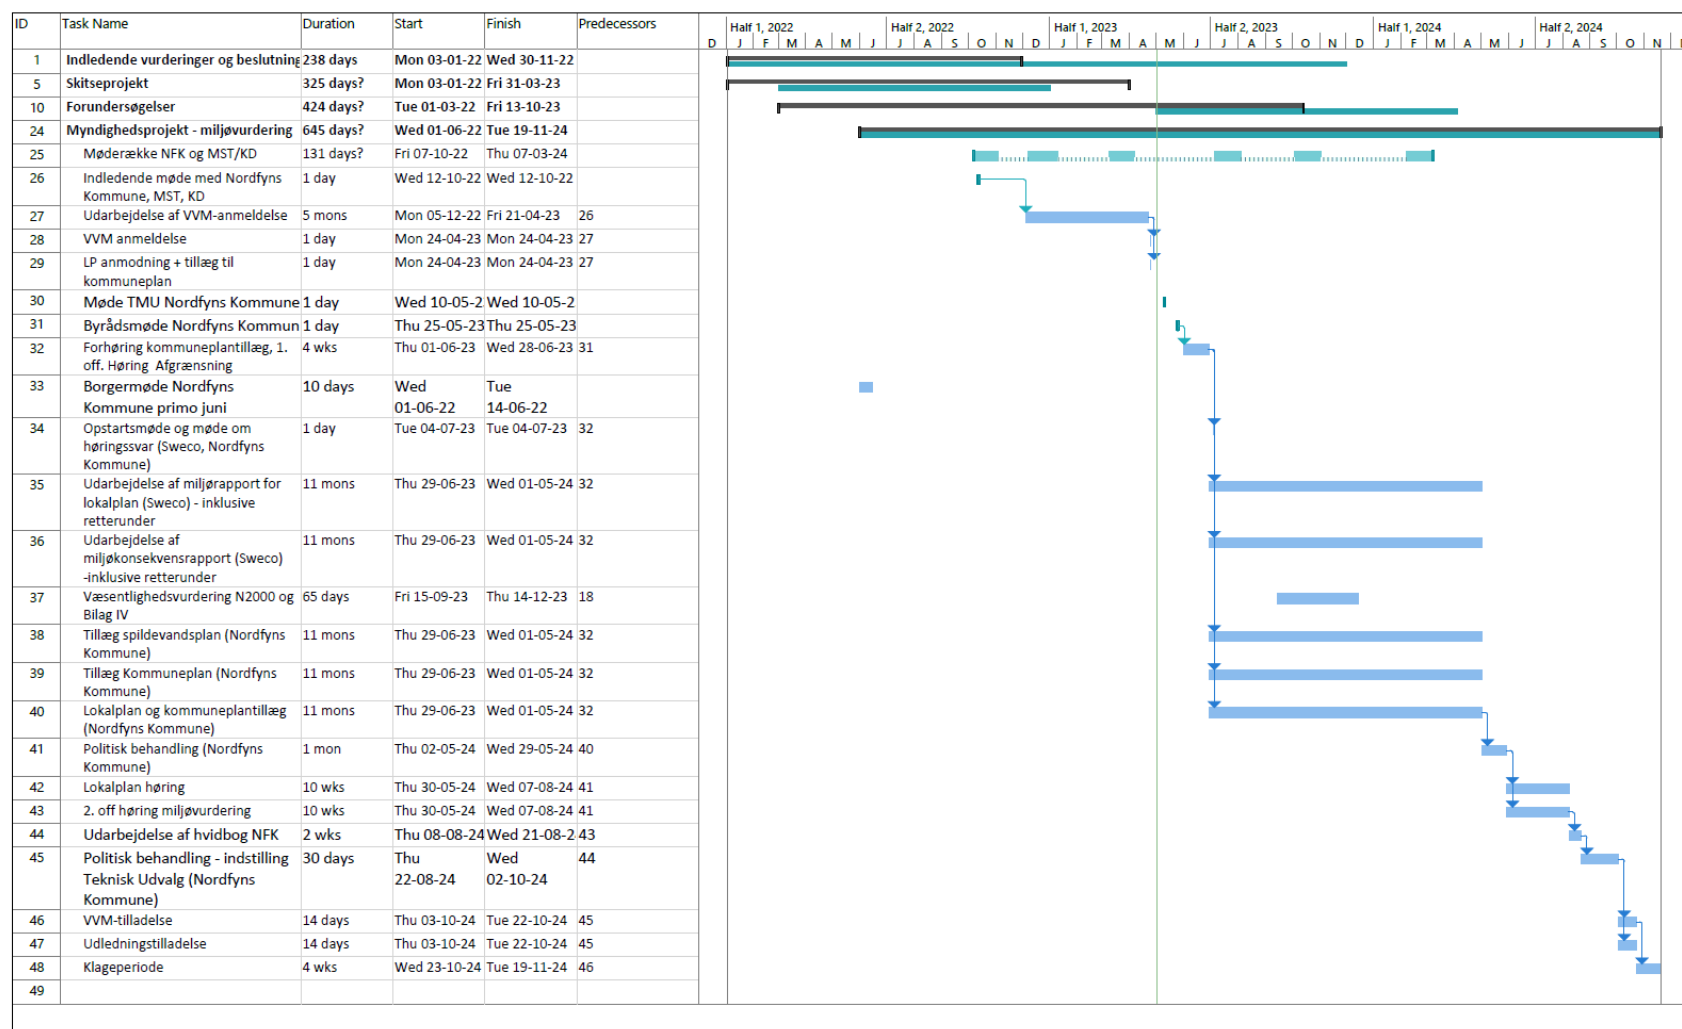 ID Task Name Duration Start Finish Predecessors
Half 1, 2022 Half 2, 2022 Half 1, 2023 Half 2, 2023 Half 1, 2024 Half 2, 2024
D J F M A M J J A S O N D J F M A M J J A S O N D J F M A M J J A S O N
1 Indledende vurderinger og beslutning 238 days Mon 03-01-22 Wed 30-11-22
5 Skitseprojekt 325 days? Mon 03-01-22 Fri 31-03-23
10 Forundersøgelser 424 days? Tue 01-03-22 Fri 13-10-23
24 Myndighedsprojekt - miljøvurdering 645 days? Wed 01-06-22 Tue 19-11-24
25 Møderække NFK og MST/KD 131 days? Fri 07-10-22 Thu 07-03-24
26 Indledende møde med Nordfyns 1 day Wed 12-10-22 Wed 12-10-22
Kommune, MST, KD
27 Udarbejdelse af VVM-anmeldelse 5 mons Mon 05-12-22 Fri 21-04-23 26
28 VVM anmeldelse 1 day Mon 24-04-23 Mon 24-04-23 27
29 LP anmodning + tillæg til 1 day Mon 24-04-23 Mon 24-04-23 27
kommuneplan
30 Møde TMU Nordfyns Kommune 1 day Wed 10-05-2 Wed 10-05-2
31 Byrådsmøde Nordfyns Kommun 1 day Thu 25-05-23 Thu 25-05-23
32 Forhøring kommuneplantillæg, 1. 4 wks Thu 01-06-23 Wed 28-06-23 31
off. Høring Afgrænsning
33 Borgermøde Nordfyns 10 days Wed Tue
Kommune primo juni 01-06-22 14-06-22
34 Opstartsmøde og møde om 1 day Tue 04-07-23 Tue 04-07-23 32
høringssvar (Sweco, Nordfyns
Kommune)
35 Udarbejdelse af miljørapport for 11 mons Thu 29-06-23 Wed 01-05-24 32
lokalplan (Sweco) - inklusive
retterunder
36 Udarbejdelse af 11 mons Thu 29-06-23 Wed 01-05-24 32
miljøkonsekvensrapport (Sweco)
-inklusive retterunder
37 Væsentlighedsvurdering N2000 og 65 days Fri 15-09-23 Thu 14-12-23 18
Bilag IV
38 Tillæg spildevandsplan (Nordfyns 11 mons Thu 29-06-23 Wed 01-05-24 32
Kommune)
39 Tillæg Kommuneplan (Nordfyns 11 mons Thu 29-06-23 Wed 01-05-24 32
Kommune)
40 Lokalplan og kommuneplantillæg 11 mons Thu 29-06-23 Wed 01-05-24 32
(Nordfyns Kommune)
41 Politisk behandling (Nordfyns 1 mon Thu 02-05-24 Wed 29-05-24 40
Kommune)
42 Lokalplan høring 10 wks Thu 30-05-24 Wed 07-08-24 41
43 2. off høring miljøvurdering 10 wks Thu 30-05-24 Wed 07-08-24 41
44 Udarbejdelse af hvidbog NFK 2 wks Thu 08-08-24 Wed 21-08-2 43
45 Politisk behandling - indstilling 30 days Thu Wed 44
Teknisk Udvalg (Nordfyns 22-08-24 02-10-24
Kommune)
46 VVM-tilladelse 14 days Thu 03-10-24 Tue 22-10-24 45
47 Udledningstilladelse 14 days Thu 03-10-24 Tue 22-10-24 45
48 Klageperiode 4 wks Wed 23-10-24 Tue 19-11-24 46
49